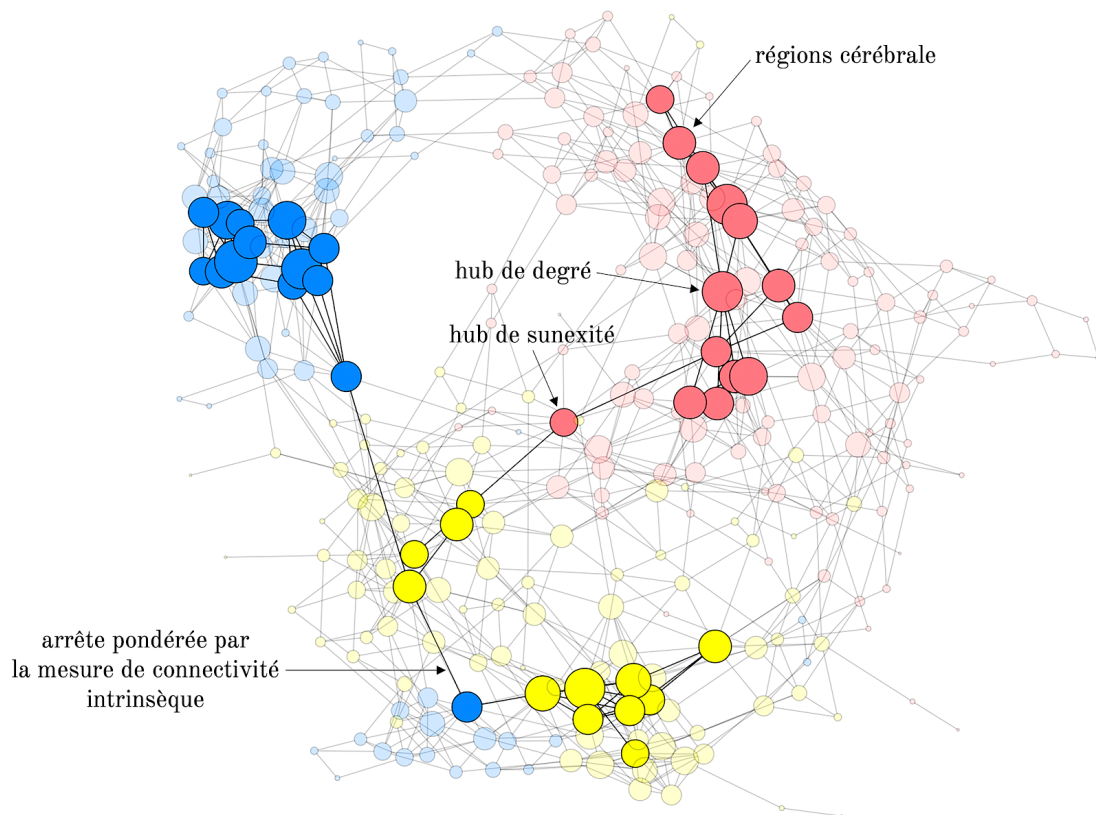 régions cérébrale
hub de degré
hub de sunexité
arrête pondérée par
la mesure de connectivité
intrinsèque